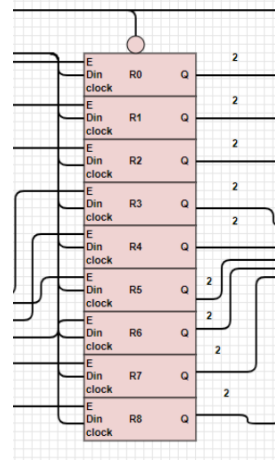 2
E
Din R0 Q
clock
2
E
Din R1 Q
clock
2
E
Din R2 Q
clock
2
E
Din R3 Q
clock
2
E
Din R4 Q
clock
E
Din R5 Q
clock
2
E
Din R6 Q
clock
2
E
Din R7 Q
clock
2
E
Din R8 Q
clock
2